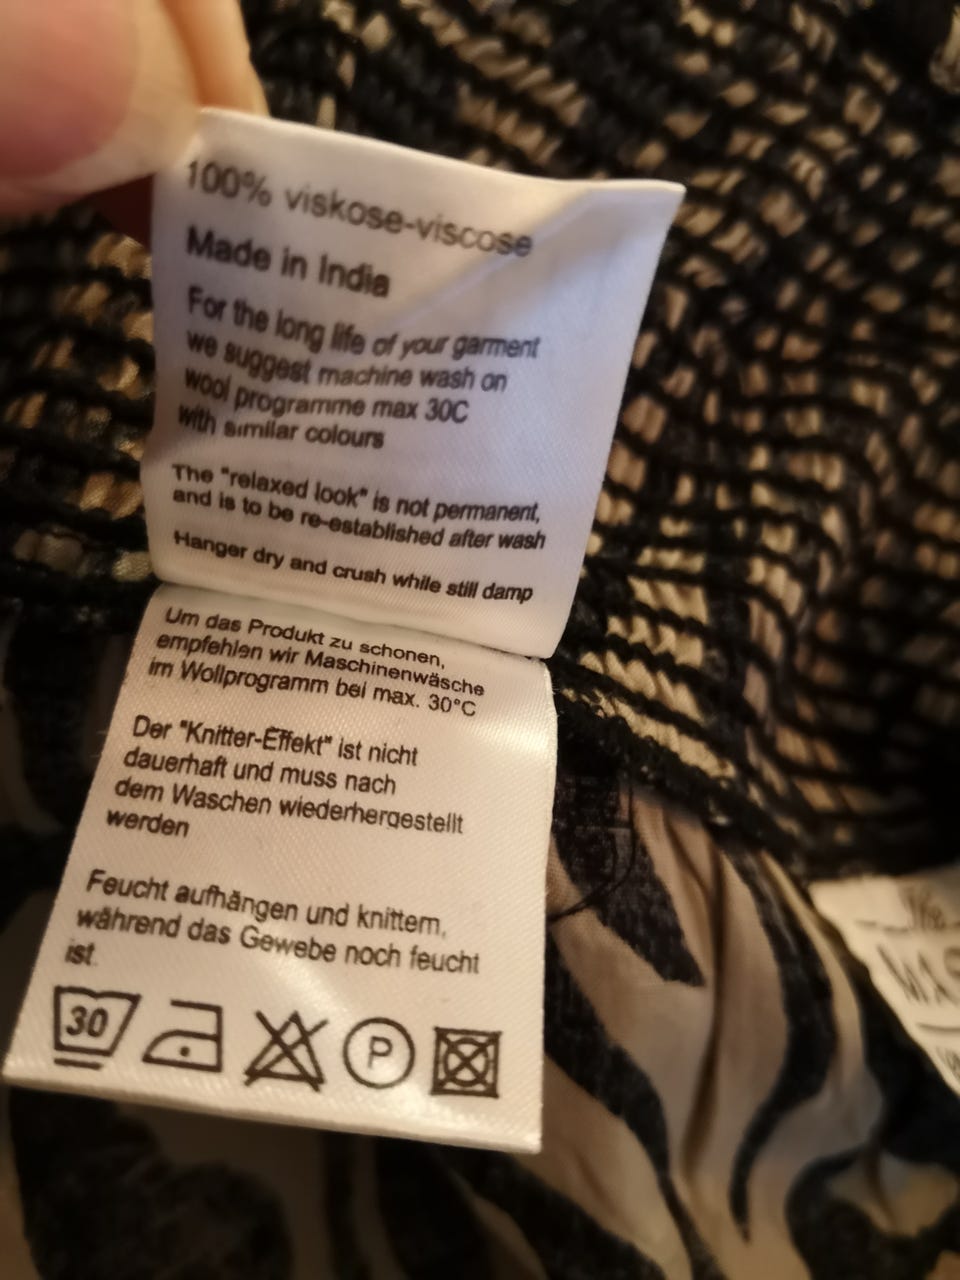 100% viskose-viscose
Made in India
For the long life of your garment
we suggest machine wash on
wool programme max 30C
with similar colours
The "relaxed look" is not permanent,
and is to be re-established after wash
Hanger dry and crush while still damp
Um das Produkt zu schonen,
empfehlen wir Maschinenwäsche
im Wollprogramm bei max. 30°C
Der "Knitter-Effekt" ist nicht
dauerhaft und muss nach
dem Waschen wiederhergestellt
werden
Feucht aufhängen und knittern,
während das Gewebe noch feucht
ist.
30 P
The
MAS